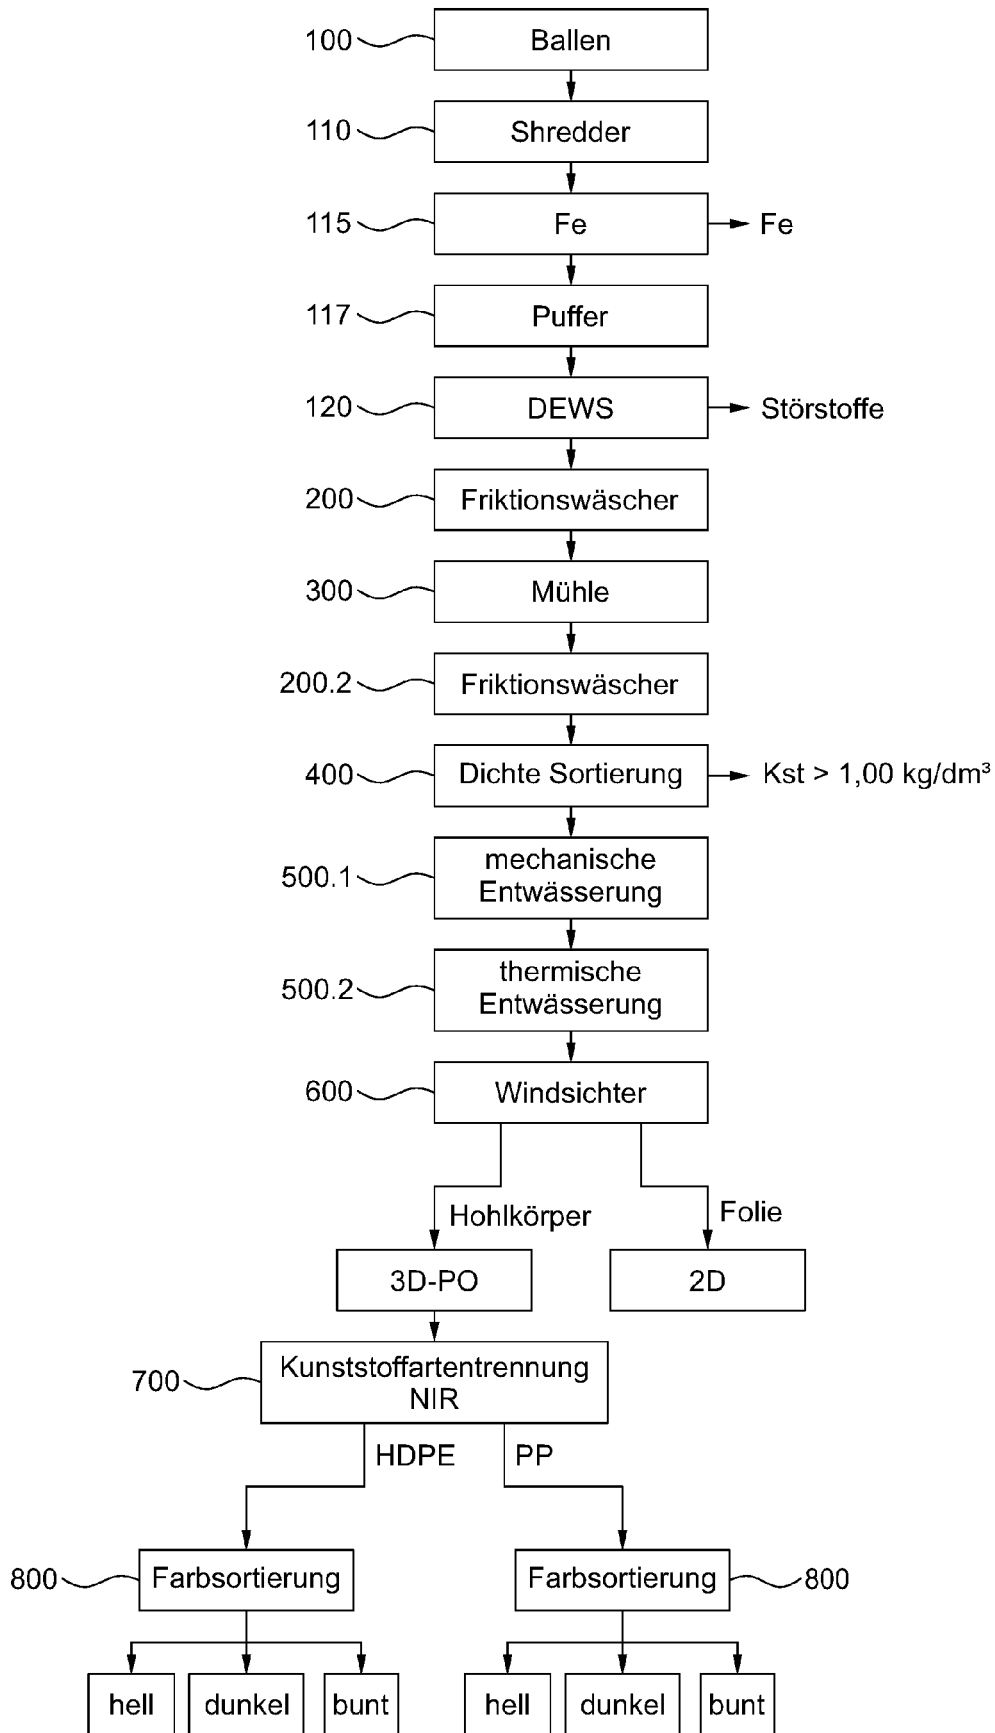 100 Ballen
110 Shredder
115 Fe Fe
117 Puffer
120 DEWS Störstoffe
200 Friktionswäscher
300 Mühle
200.2 Friktionswäscher
400 Dichte Sortierung Kst > 1,00 kg/dm³
mechanische
500.1 Entwässerung
thermische
500.2 Entwässerung
600 Windsichter
Hohlkörper Folie
3D-PO 2D
Kunststoffartentrennung
700 NIR
HDPE PP
800 Farbsortierung Farbsortierung 800
hell dunkel bunt hell dunkel bunt